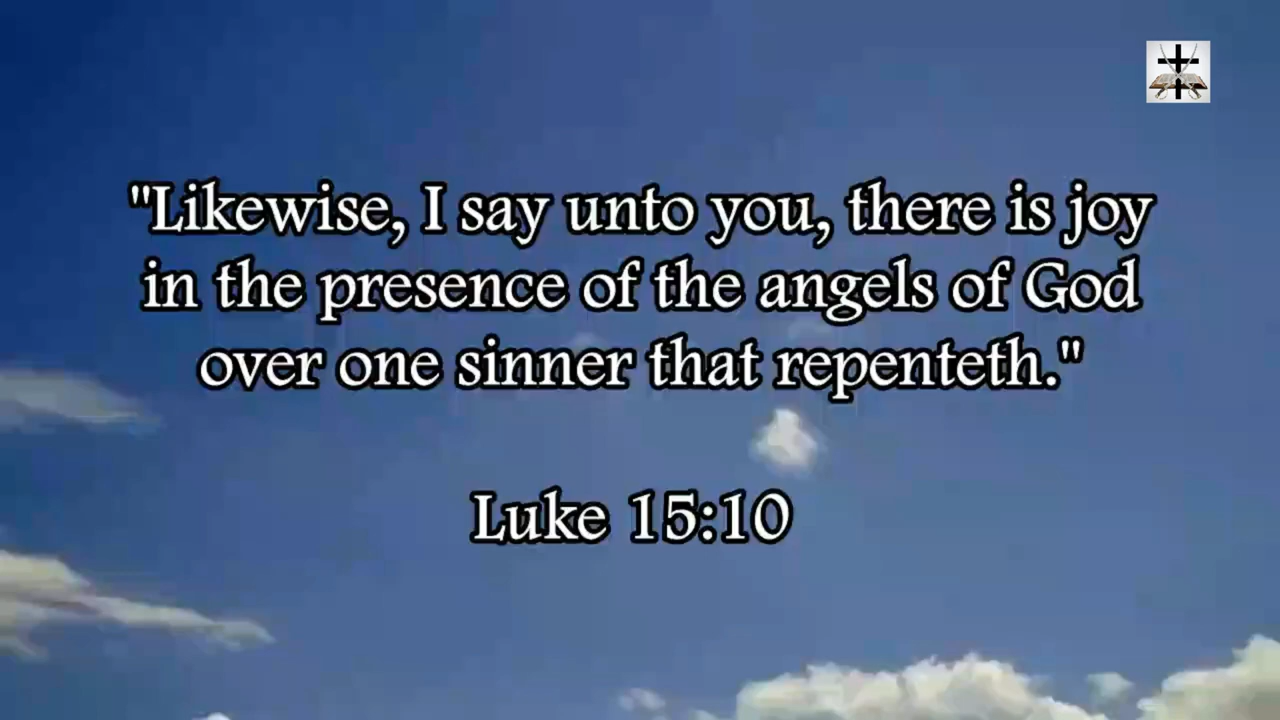 "Likewise, I say unto you, there is joy
in the presence of the angels of God
over one sinner that repenteth."
Luke 15:10